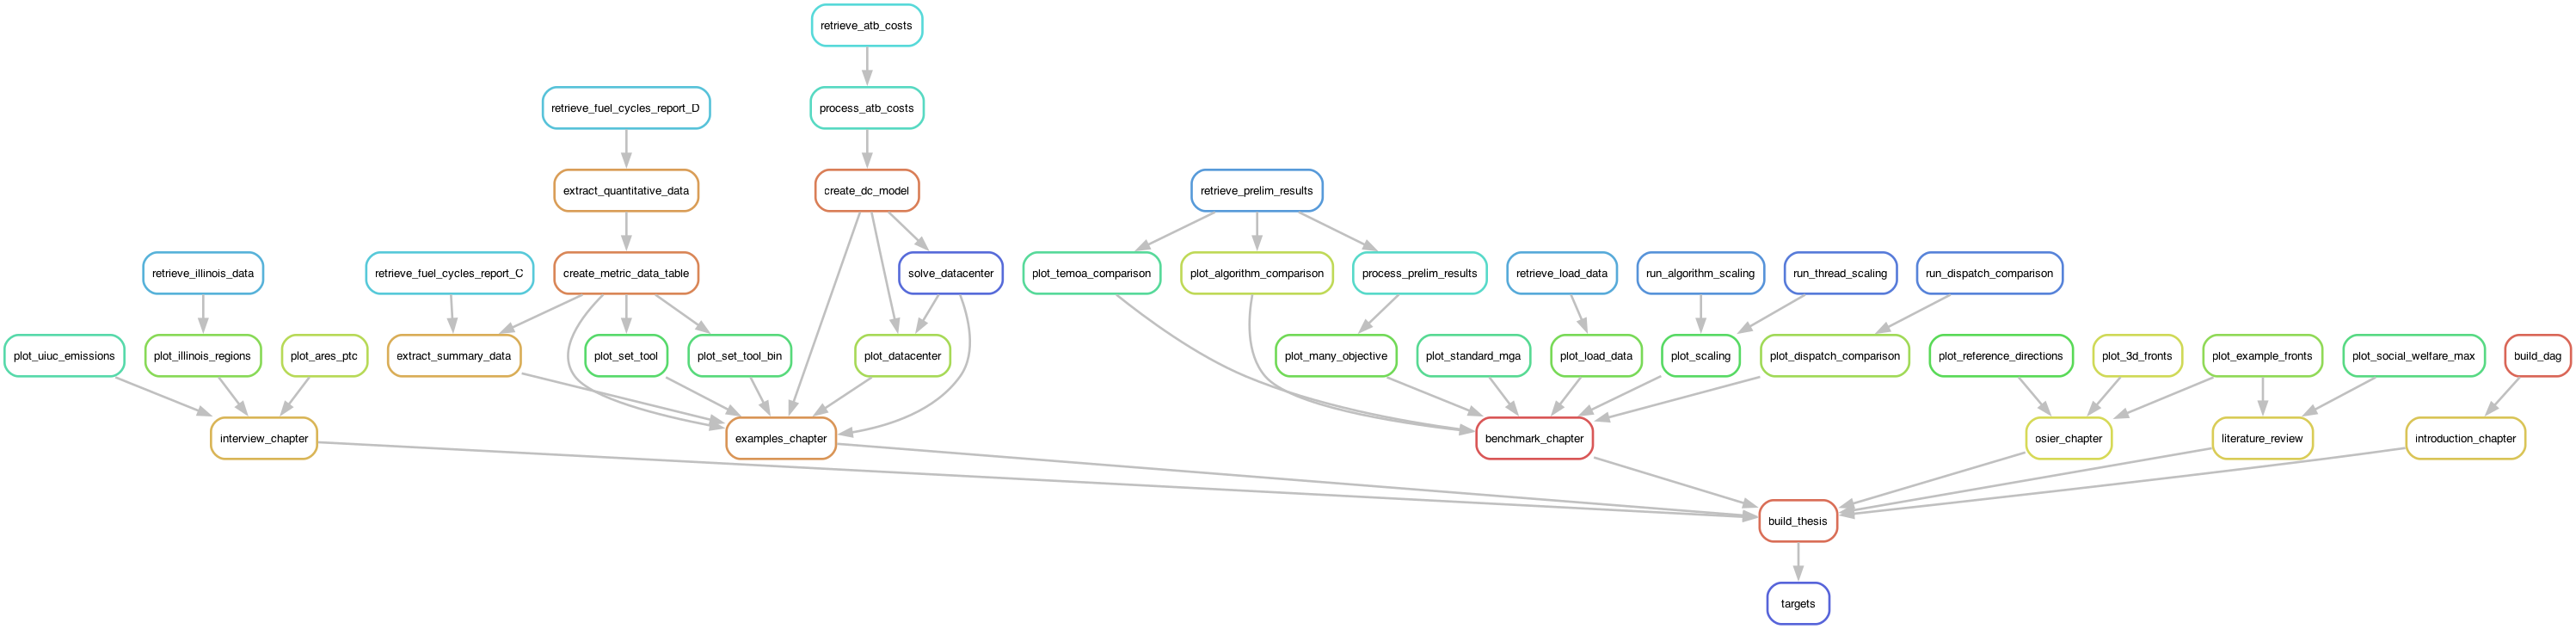 retrieve_atb_costs
retrieve_fuel_cycles_report_D
process_atb_costs
extract_quantitative_data
create_dc_model
retrieve_prelim_results
retrieve_illinois_data
retrieve_fuel_cycles_report_C
create_metric_data_table
solve_datacenter
plot_temoa_comparison
plot_algorithm_comparison
process_prelim_results
retrieve_load_data
run_algorithm_scaling
run_thread_scaling
run_dispatch_comparison
plot_uiuc_emissions
plot_illinois_regions
plot_ares_ptc
extract_summary_data
plot_set_tool
plot_set_tool_bin
plot_datacenter
plot_many_objective
plot_standard_mga
plot_load_data
plot_scaling
plot_dispatch_comparison
plot_reference_directions
plot_3d_fronts
plot_example_fronts
plot_social_welfare_max
build_dag
interview_chapter
examples_chapter
benchmark_chapter
osier_chapter
literature_review
introduction_chapter
build_thesis
targets